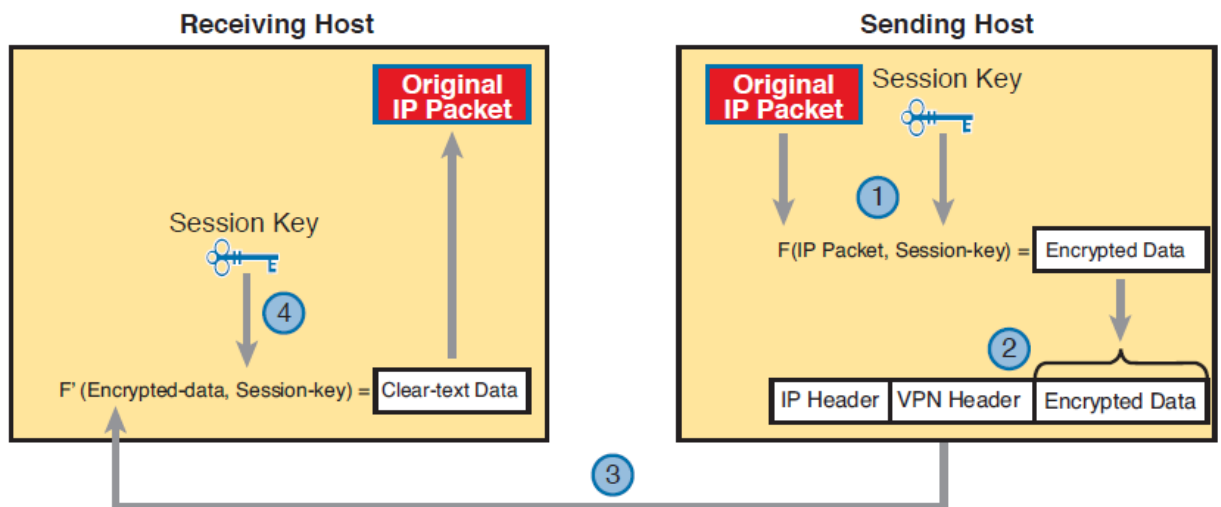 Receiving Host
Original
IP Packet
Session Key
4
F' (Encrypted-data, Session-key) =
Clear-text Data
Sending Host
Original
IP Packet
Session Key
1
F(IP Packet, Session-key) =
Encrypted Data
2
IP Header
VPN Header
Encrypted Data
3